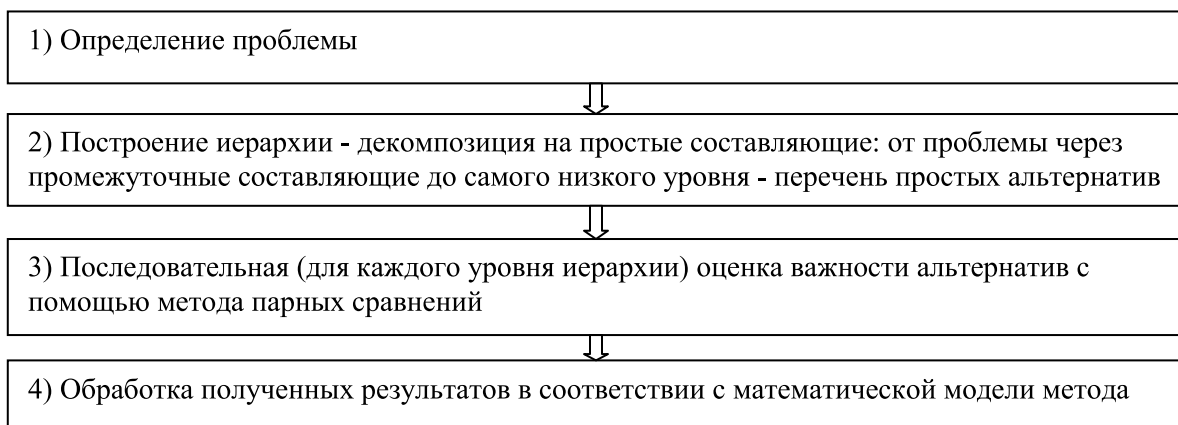 1) Определение проблемы
2) Построение иерархии - декомпозиция на простые составляющие: от проблемы через
промежуточные составляющие до самого низкого уровня - перечень простых альтернатив
3) Последовательная (для каждого уровня иерархии) оценка важности альтернатив с
помощью метода парных сравнений
4) Обработка полученных результатов в соответствии с математической модели метода